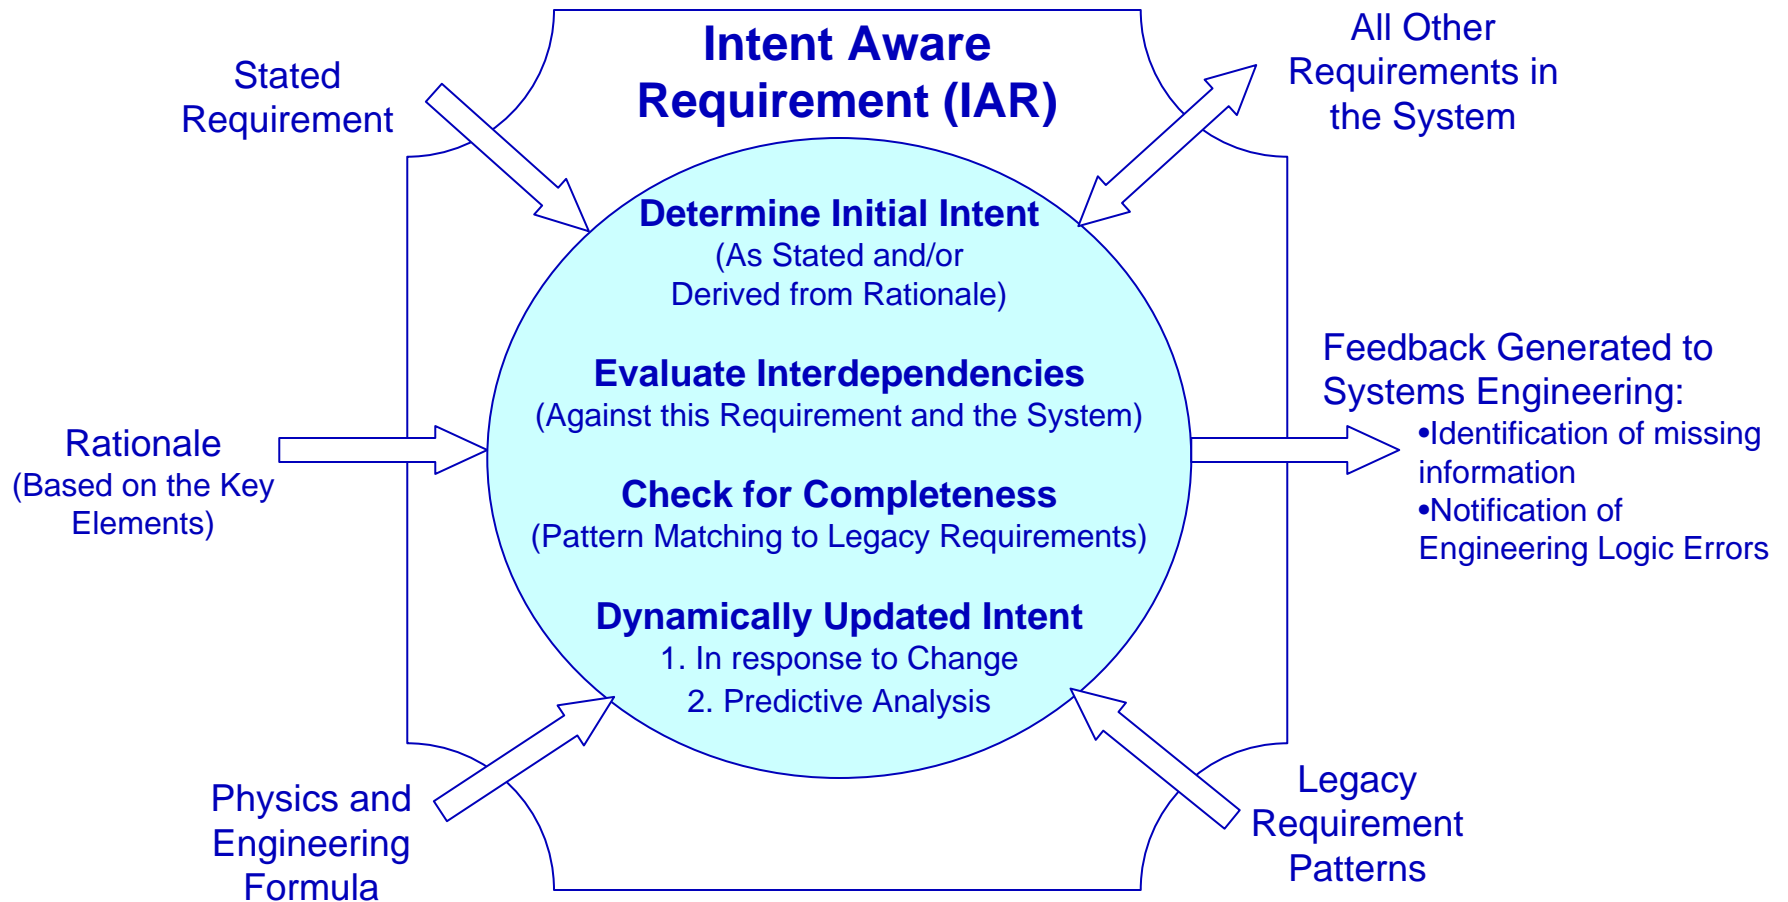 Intent Aware
Requirement (IAR)
Stated
Requirement
All Other
Requirements in
the System
Determine Initial Intent
(As Stated and/or
Derived from Rationale)
Evaluate Interdependencies
(Against this Requirement and the System)
Check for Completeness
(Pattern Matching to Legacy Requirements)
Dynamically Updated Intent
1. In response to Change
2. Predictive Analysis
Rationale
(Based on the Key
Elements)
Feedback Generated to
Systems Engineering:
•Identification of missing
information
•Notification of
Engineering Logic Errors
Physics and
Engineering
Formula
Legacy
Requirement
Patterns